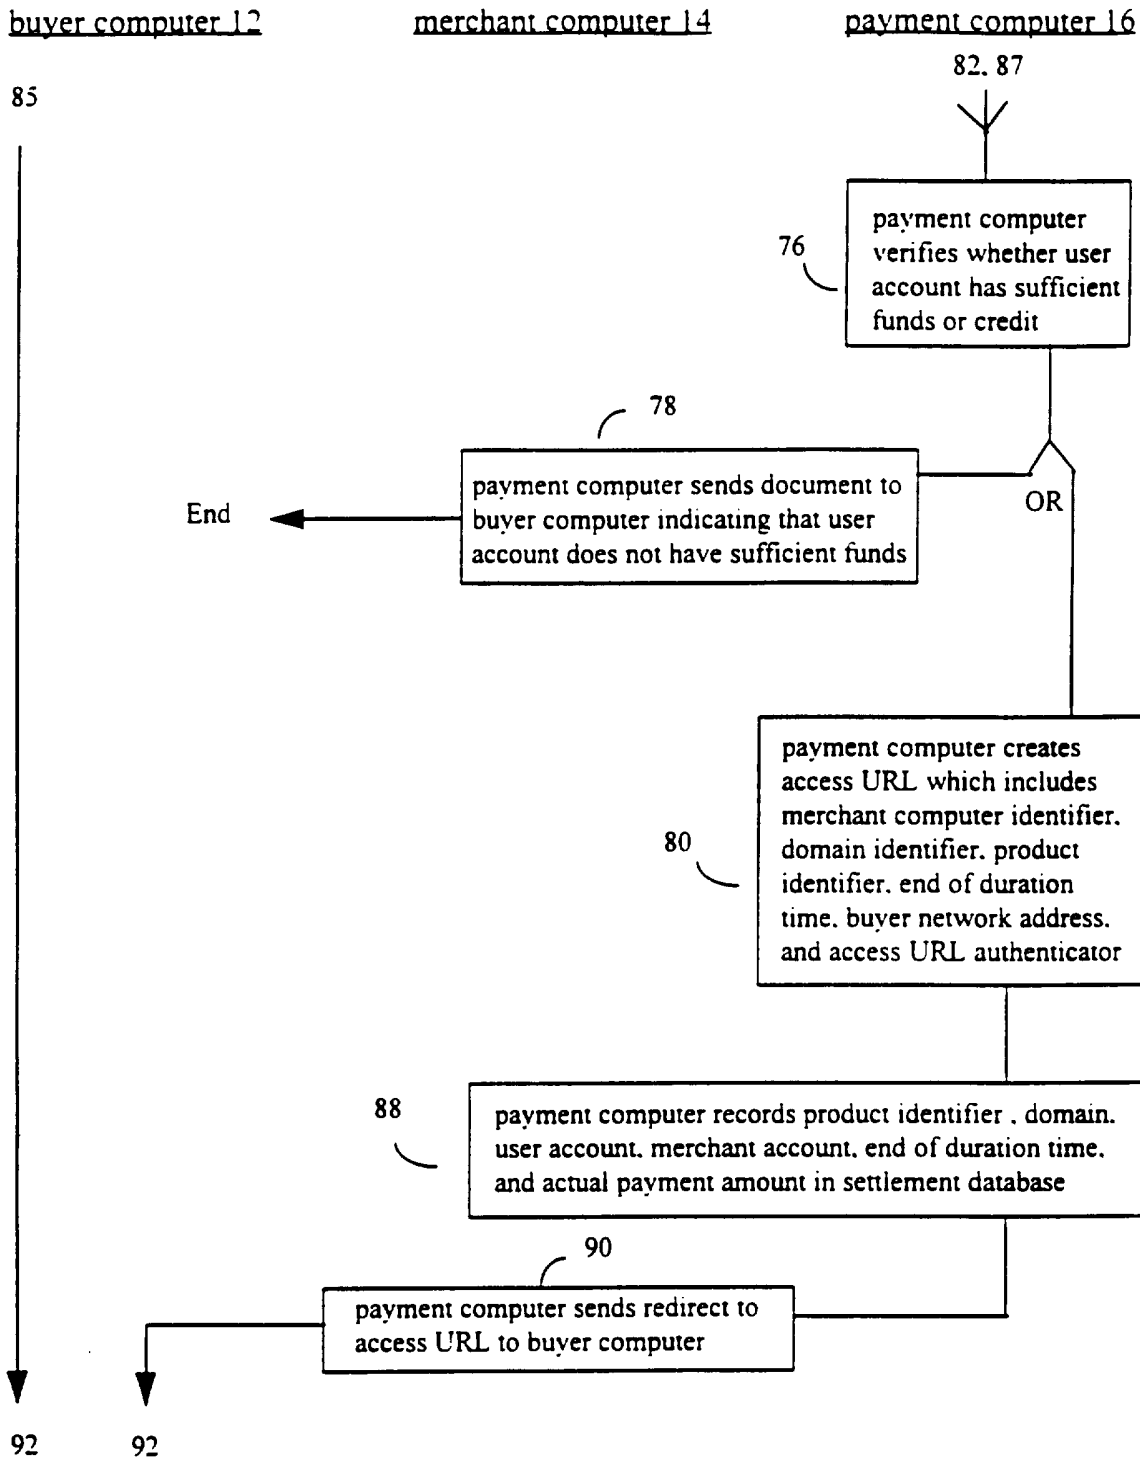 buyer computer 12
merchant computer 14
payment computer 16
82, 87
85
payment computer
verifies whether user
account has sufficient
funds or credit
76
78
payment computer sends document to
buyer computer indicating that user
account does not have sufficient funds
End
OR
payment computer creates
access URL which includes
merchant computer identifier,
domain identifier, product
identifier, end of duration
time, buyer network address,
and access URL authenticator
80
88
payment computer records product identifier , domain,
user account, merchant account, end of duration time,
and actual payment amount in settlement database
90
payment computer sends redirect to
access URL to buyer computer
92
92